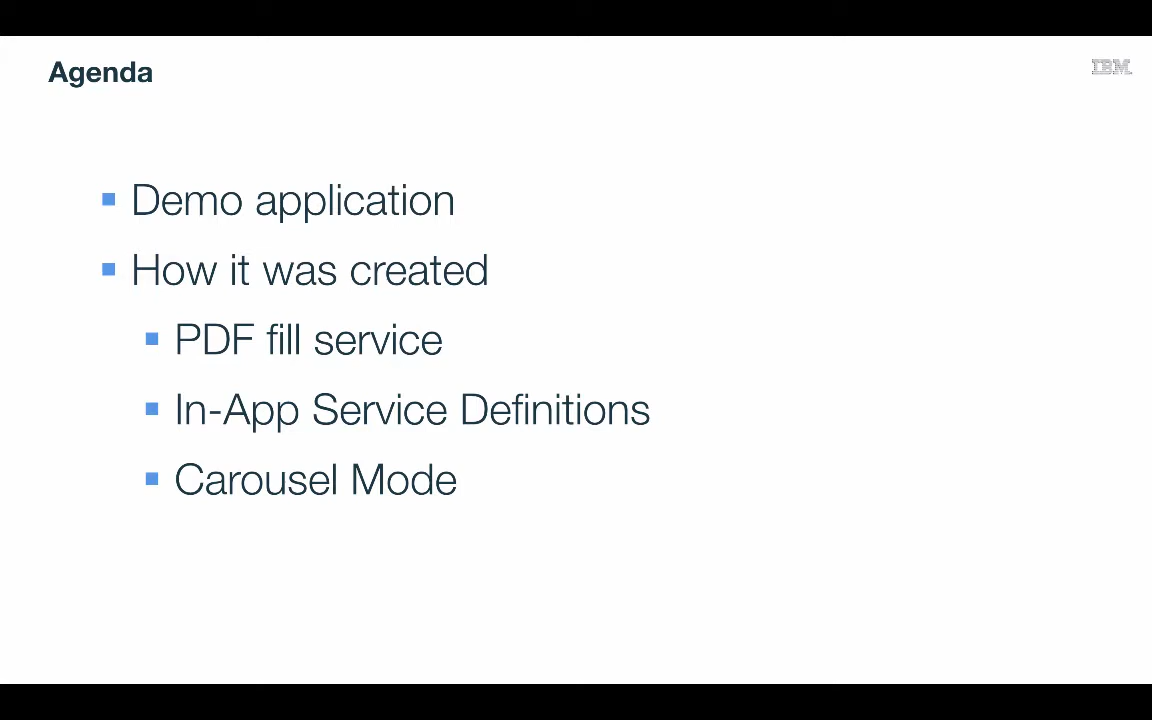 Agenda
IBM
Demo application
How it was created
PDF fill service
In-App Service Definitions
Carousel Mode